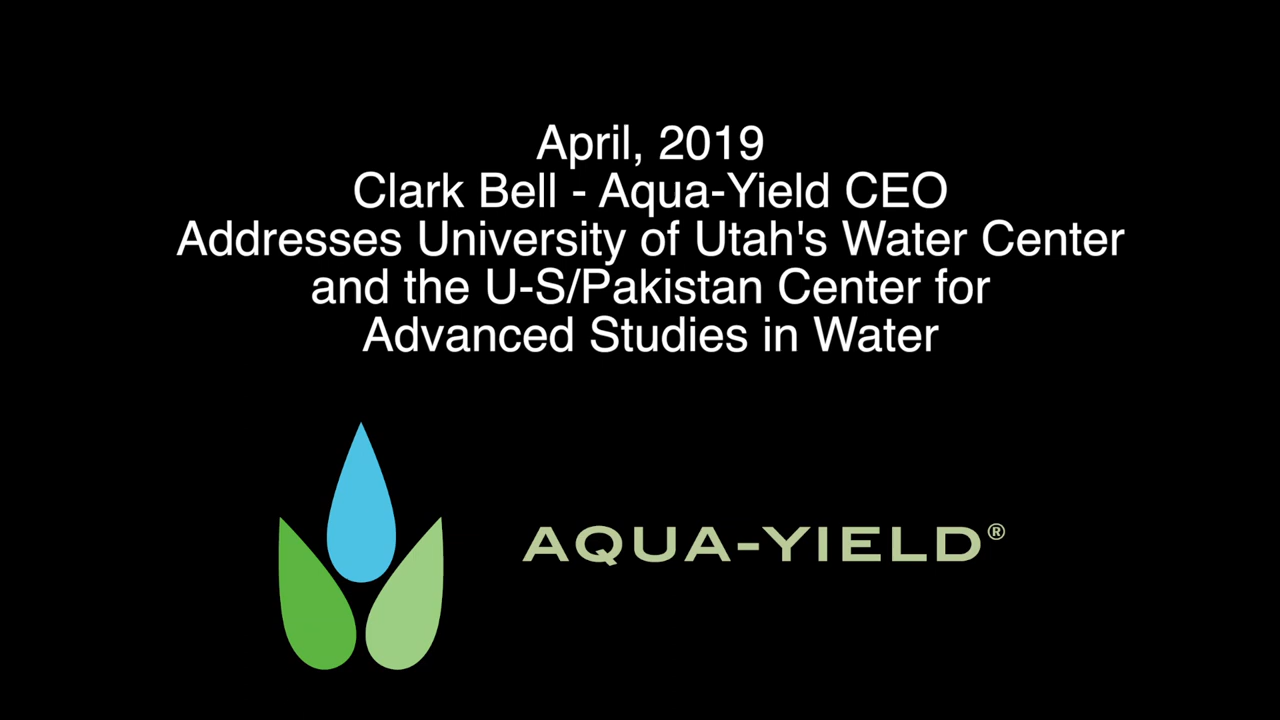 April, 2019
Clark Bell - Aqua-Yield CEO
Addresses University of Utah's Water Center
and the U-S/Pakistan Center for
Advanced Studies in Water
AQUA-YIELD®